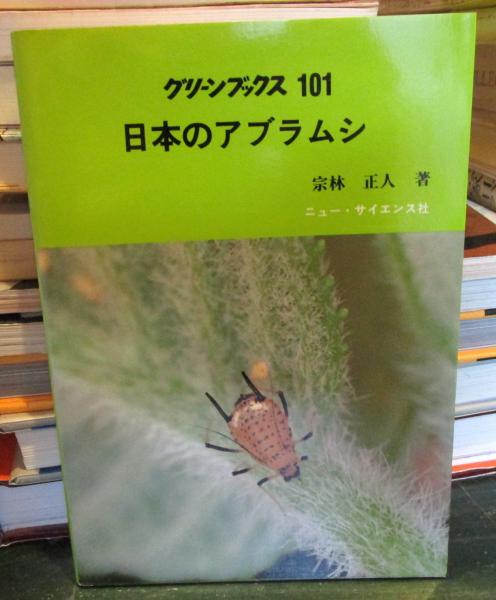 グリーンブックス 101
日本のアブラムシ
宗林 正人 著
ニュー・サイエンス社